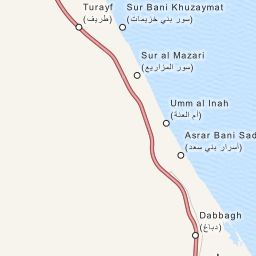 Turayf
(طريف)
Sur Bani Khuzaymat
(سور بني خزيمات)
Sur al Mazari
(سور المزاريع)
Umm al Inah
(أم العنة)
Asrar Bani Sad
(أسرار بني سعد)
Dabbagh
(دباغ)